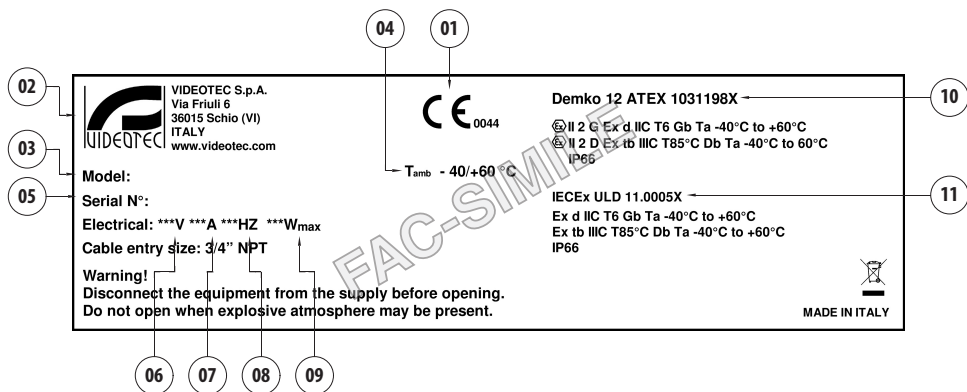 04
01
02
VIDEOTEC
VIDEOTEC S.p.A.
Via Friuli 6
36015 Schio (VI)
ITALY
www.videotec.com
CE 0044
Demko 12 ATEX 1031198X
10
Ex II 2 G Ex d IIC T6 Gb Ta -40°C to +60°C
Ex II 2 D Ex tb IIIC T85°C Db Ta -40°C to 60°C
IP66
03
Model:
Tamb - 40/+60 °C
05
Serial N°:
IECEx ULD 11.0005X
11
Electrical: ***V ***A ***HZ ***Wmax
Ex d IIC T6 Gb Ta -40°C to +60°C
Ex tb IIIC T85°C Db Ta -40°C to +60°C
IP66
Cable entry size: 3/4” NPT
Warning!
Disconnect the equipment from the supply before opening.
Do not open when explosive atmosphere may be present.
MADE IN ITALY
FAC-SIMILE
06
07
08
09